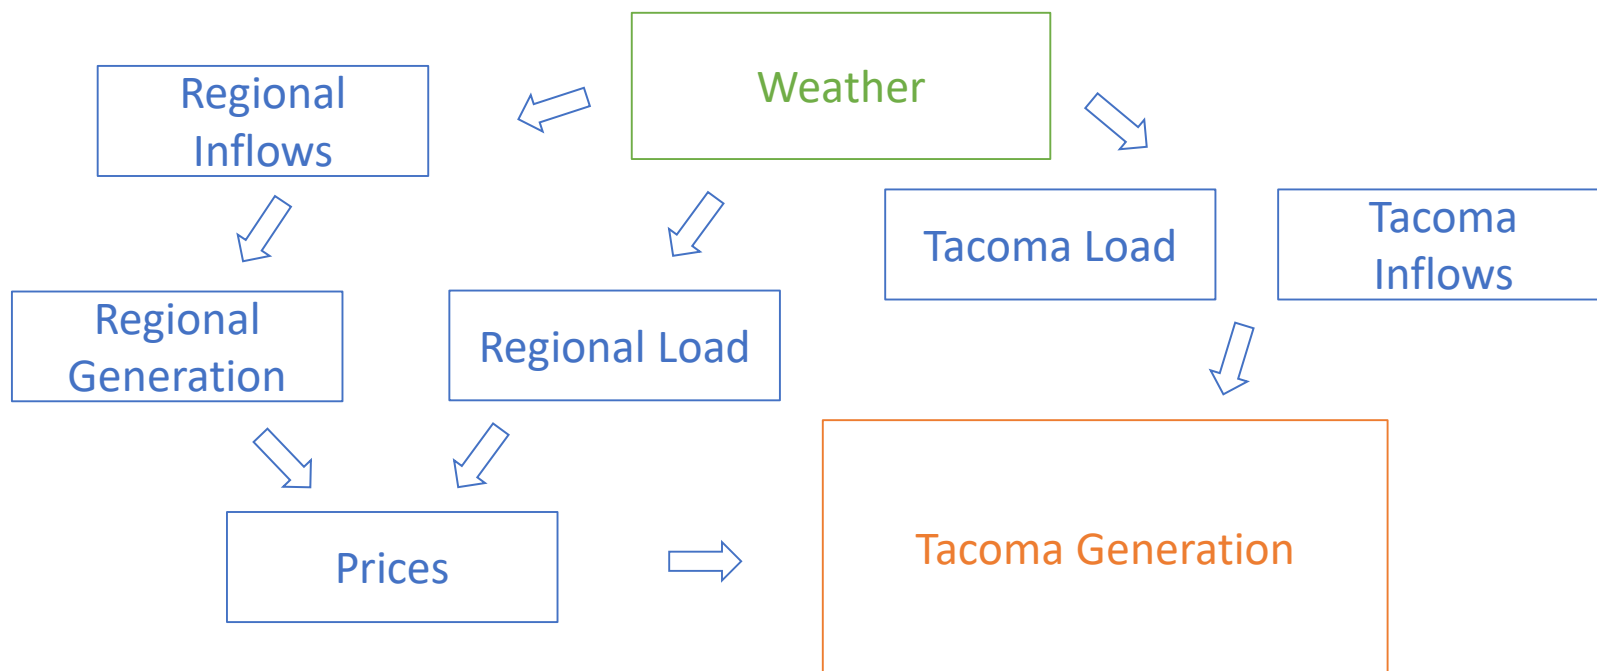 Weather
Regional
Inflows
Tacoma Load
Tacoma
Inflows
Regional
Generation
Regional Load
Prices
Tacoma Generation